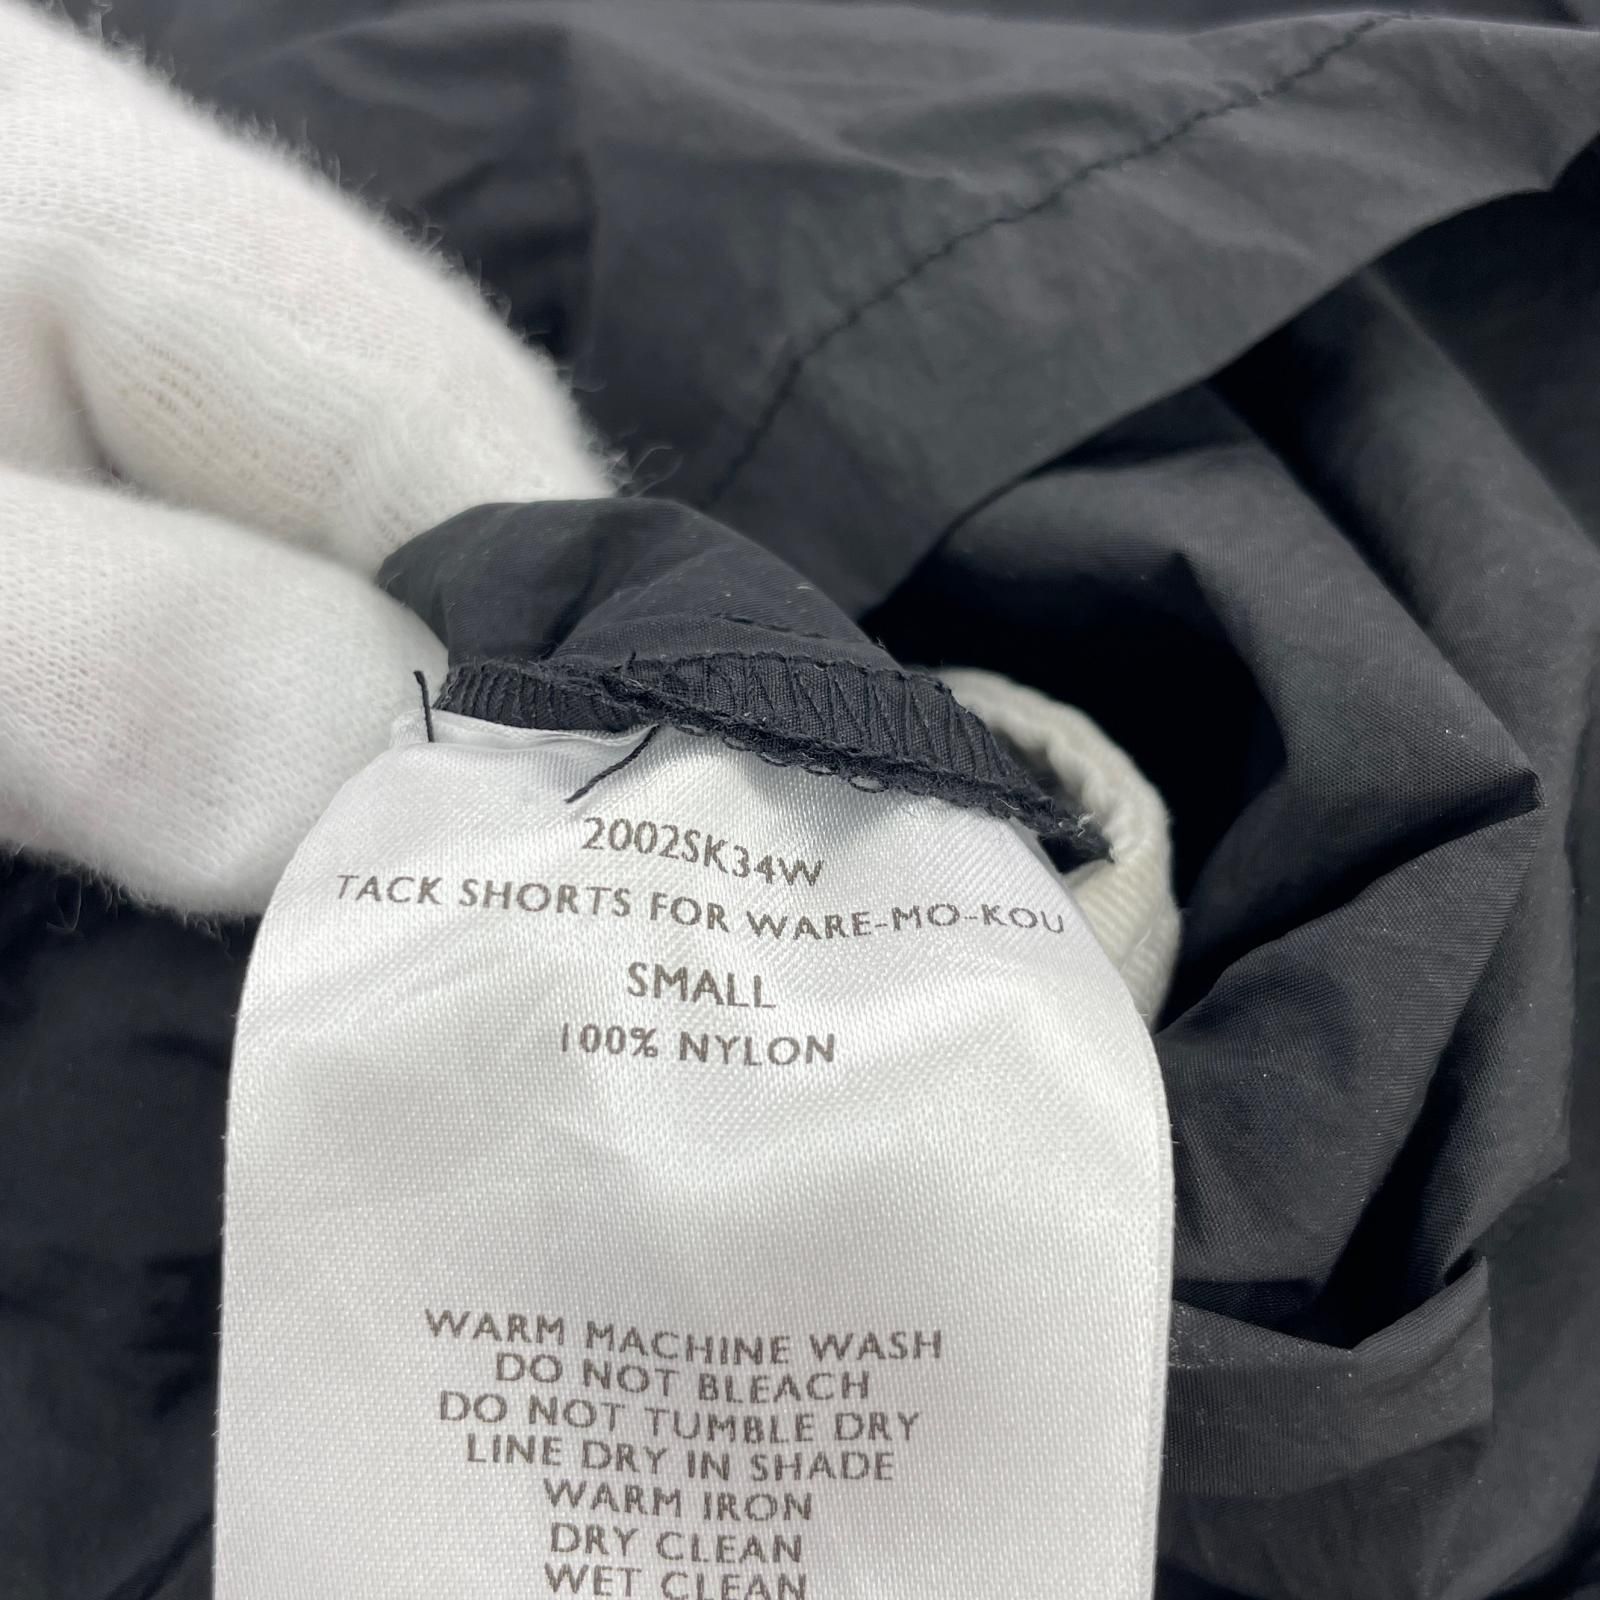 2002SK34W
TACK SHORTS FOR WARE-MO-KOU
SMALL
100% NYLON
WARM MACHINE WASH
DO NOT BLEACH
DO NOT TUMBLE DRY
LINE DRY IN SHADE
WARM IRON
DRY CLEAN
WET CLEAN